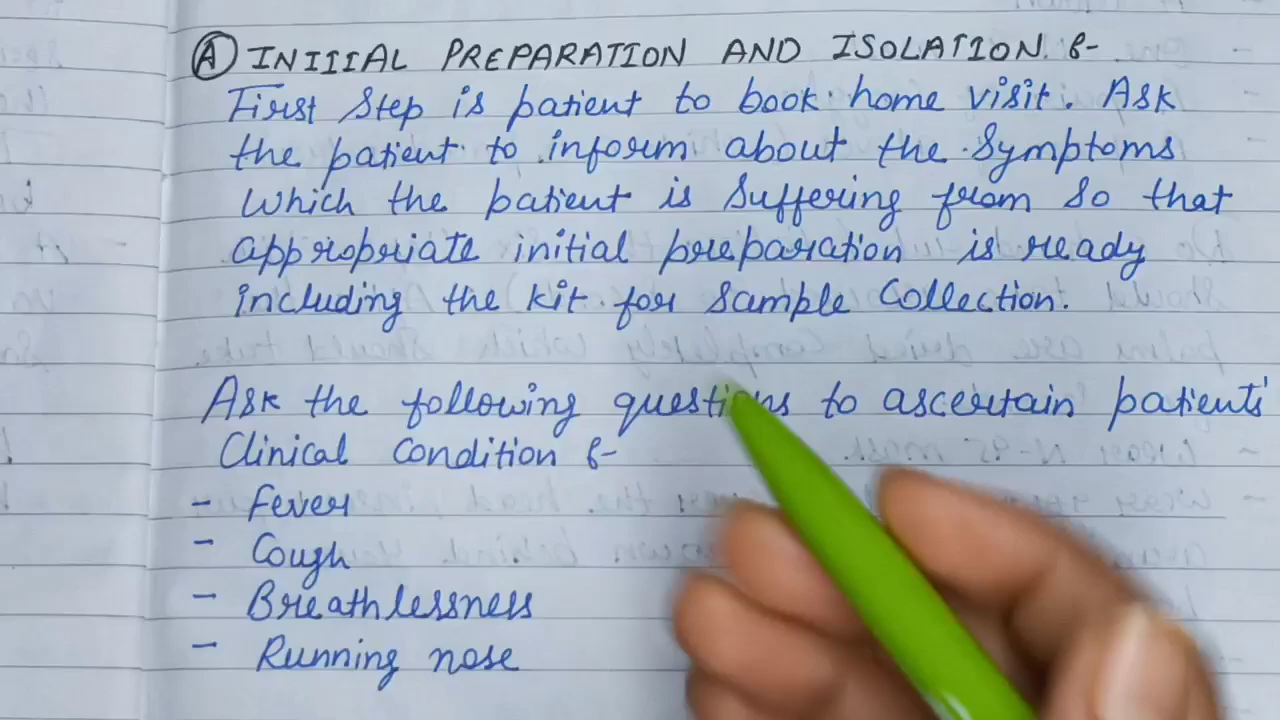 Ⓐ INITIAL PREPARATION AND ISOLATION :-
First Step is patient to book home visit. Ask
the patient to inform about the Symptoms
Which the patient is Suffering from So that
appropriate initial preparation is ready
including the kit for Sample Collection.
Ask the following questions to ascertain patients'
Clinical Condition :-
- Fever
- Cough
- Breathlessness
- Running nose